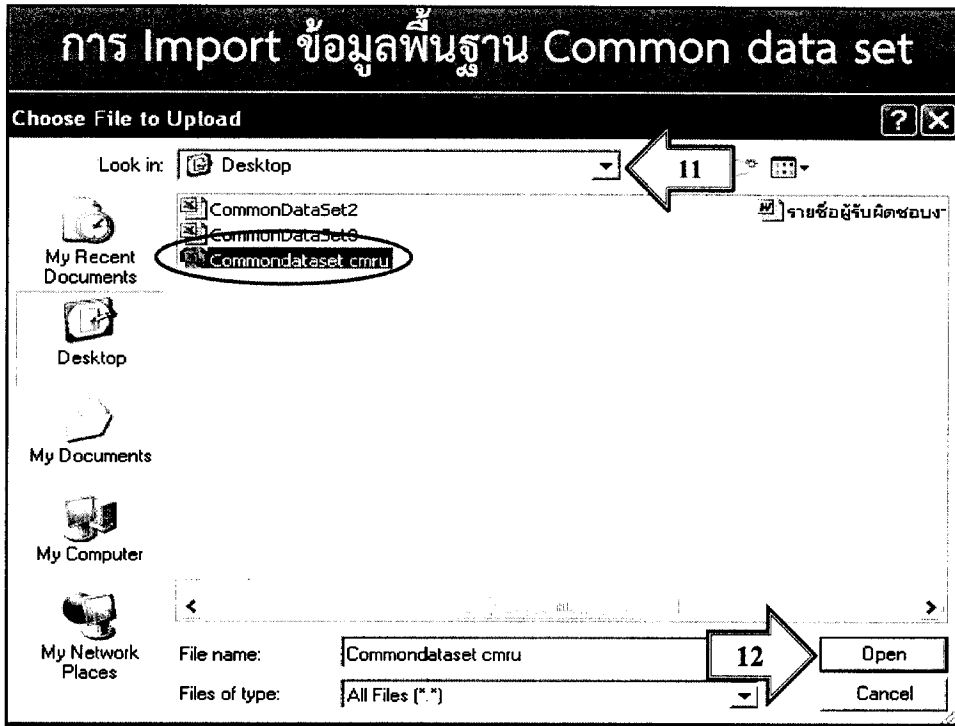 การ Import ข้อมูลพื้นฐาน Common data set
Choose File to Upload
Look in: Desktop
11
CommonDataSet2
รายชื่อผู้รับผิดชอบง
Commondataset cmru
My Recent
Documents
Desktop
My Documents
My Computer
My Network
Places
File name: Commondataset cmru
12
Open
Files of type: All Files (*.*)
Cancel